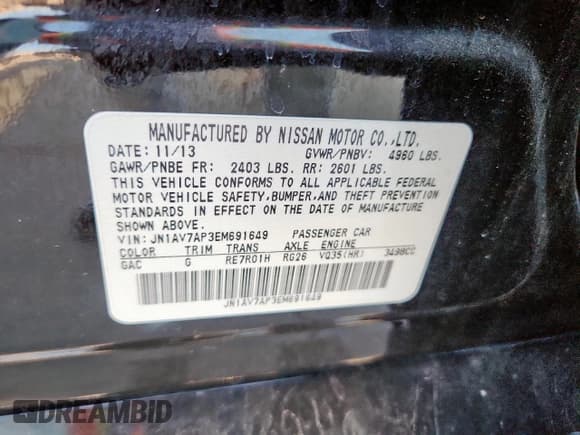 MANUFACTURED BY NISSAN MOTOR CO.,LTD.
DATE: 11/13 GVWR/PNBV: 4960 LBS.
GAWR/PNBE FR: 2403 LBS. RR: 2601 LBS.
THIS VEHICLE CONFORMS TO ALL APPLICABLE FEDERAL
MOTOR VEHICLE SAFETY,BUMPER,AND THEFT PREVENTION
STANDARDS IN EFFECT ON THE DATE OF MANUFACTURE
SHOWN ABOVE.
VIN: JN1AV7AP3EM691649 PASSENGER CAR
COLOR TRIM TRANS AXLE ENGINE
GAC G RE7R01H RG26 VQ35(HR) 3498CC
JN1AV7AP3EM691649
DREAMBID